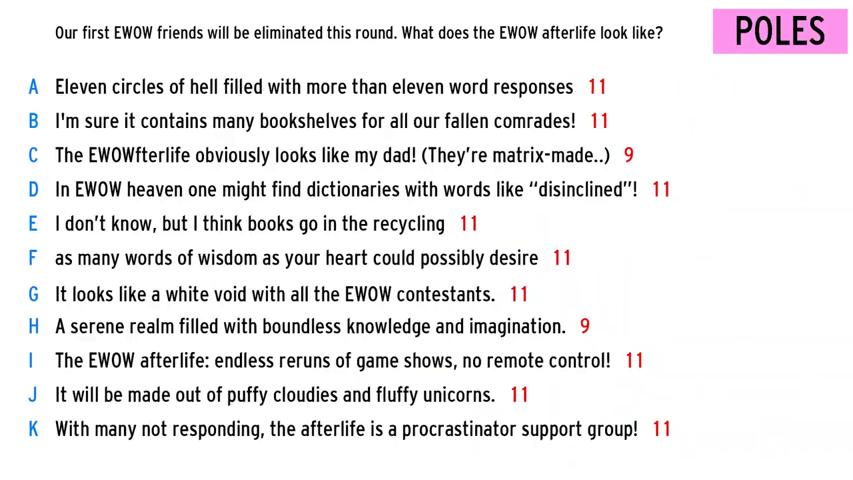 Our first EWOW friends will be eliminated this round. What does the EWOW afterlife look like?
POLES
A Eleven circles of hell filled with more than eleven word responses 11
B I'm sure it contains many bookshelves for all our fallen comrades! 11
C The EWOWfterlife obviously looks like my dad! (They’re matrix-made..) 9
D In EWOW heaven one might find dictionaries with words like “disinclined”! 11
E I don’t know, but I think books go in the recycling 11
F as many words of wisdom as your heart could possibly desire 11
G It looks like a white void with all the EWOW contestants. 11
H A serene realm filled with boundless knowledge and imagination. 9
I The EWOW afterlife: endless reruns of game shows, no remote control! 11
J It will be made out of puffy cloudies and fluffy unicorns. 11
K With many not responding, the afterlife is a procrastinator support group! 11